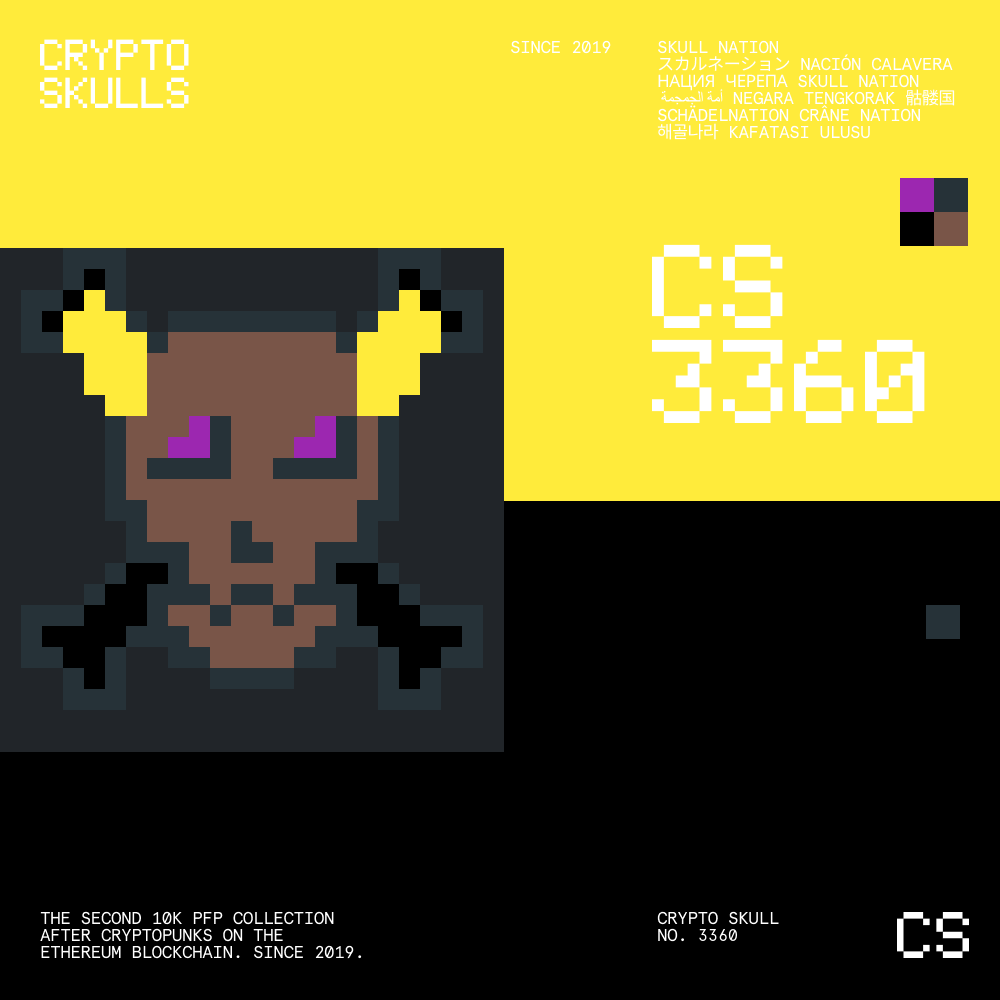 CRYPTO
SKULLS
SINCE 2019
SKULL NATION
スカルネーション NACIÓN CALAVERA
НАЦИЯ ЧЕРЕПА SKULL NATION
أمة الجمجمة NEGARA TENGKORAK 骷髅国
SCHÄDELNATION CRÂNE NATION
해골나라 KAFATASI ULUSU
CS
3360
THE SECOND 10K PFP COLLECTION
AFTER CRYPTOPUNKS ON THE
ETHEREUM BLOCKCHAIN. SINCE 2019.
CRYPTO SKULL
NO. 3360
CS